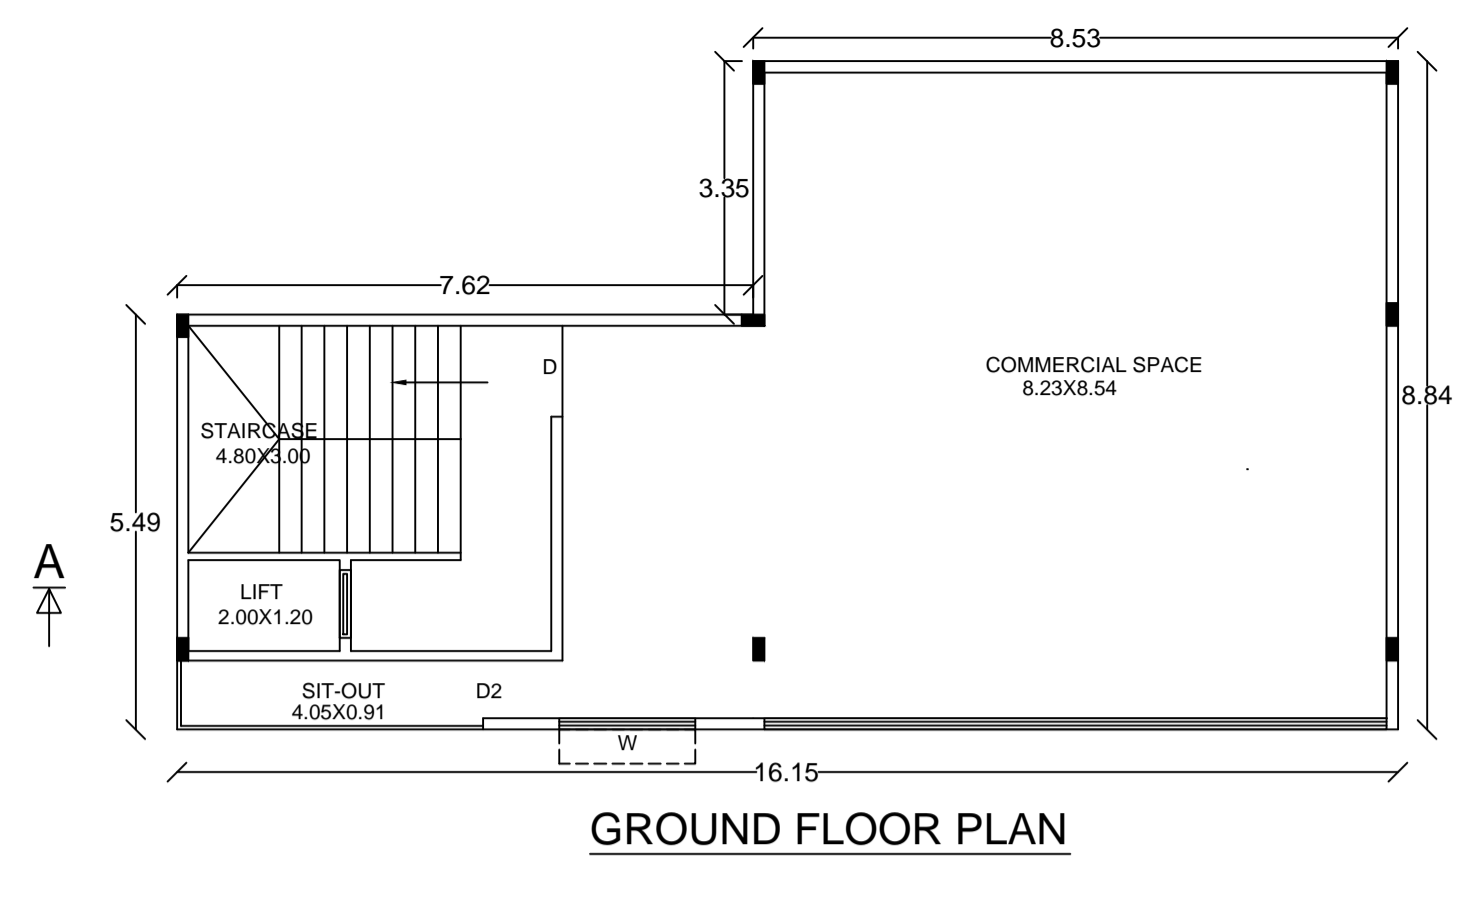 8.53
3.35
7.62
D
COMMERCIAL SPACE
8.23X8.54
8.84
STAIRCASE
4.80X3.00
5.49
A
LIFT
2.00X1.20
SIT-OUT
D2
4.05X0.91
W
16.15
GROUND FLOOR PLAN